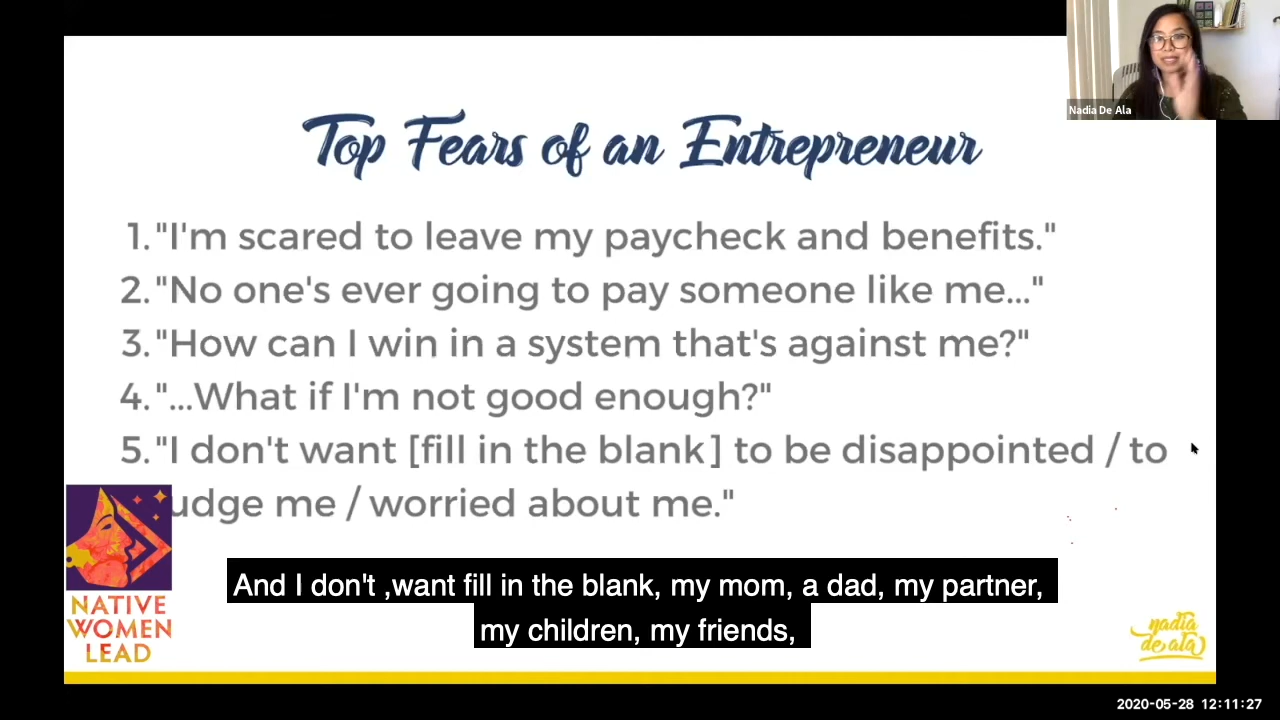 Nadia De Ala
Top Fears of an Entrepreneur
1. "I'm scared to leave my paycheck and benefits."
2. "No one's ever going to pay someone like me..."
3. "How can I win in a system that's against me?"
4. "...What if I'm not good enough?"
5. "I don't want [fill in the blank] to be disappointed / to
udge me / worried about me."
NATIVE
WOMEN
LEAD
And I don't ,want fill in the blank, my mom, a dad, my partner,
my children, my friends,
nadia
de ala
2020-05-28 12:11:27